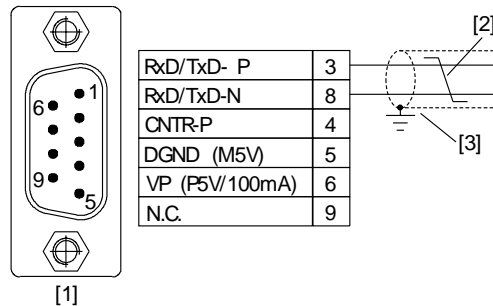 [2]
RxD/TxD- P 3
RxD/TxD-N 8
CNTR-P 4
DGND (M5V) 5
VP (P5V/100mA) 6
N.C. 9
[3]
1
6
9
5
[1]